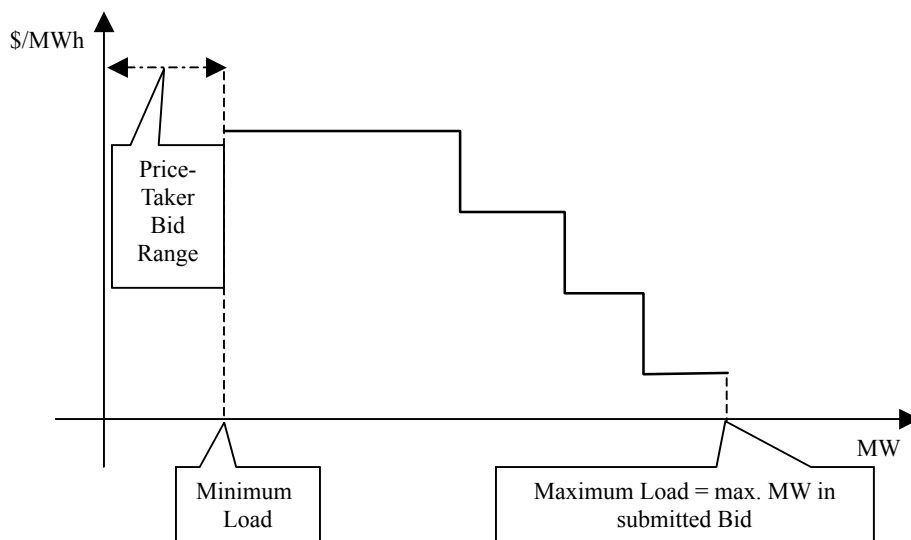 $/MWh
Price-
Taker
Bid
Range
MW
Minimum
Load
Maximum Load = max. MW in
submitted Bid